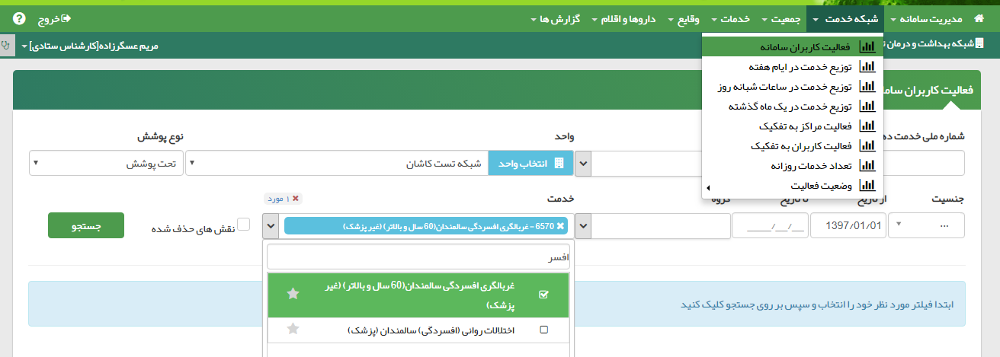 مدیریت سامانه
شبکه خدمت
جمعیت
خدمات
وقایع
داروها و اقلام
گزارش ها
خروج
?
شبکه بهداشت و درمان
مریم عسگرزاده[کارشناس ستادی]
فعالیت کاربران سامانه
توزیع خدمت در ایام هفته
توزیع خدمت در ساعات شبانه روز
توزیع خدمت در یک ماه گذشته
فعالیت مراکز به تفکیک
فعالیت کاربران به تفکیک
تعداد خدمات روزانه
وضعیت فعالیت
فعالیت کاربران
شماره ملی خدمت
واحد
نوع پوشش
انتخاب واحد
شبکه تست کاشان
تحت پوشش
جنسیت
از تاریخ
تا تاریخ
گروه
خدمت
۱ مورد
...
1397/01/01
__/__/____
6570 - غربالگری افسردگی سالمندان(60 سال و بالاتر) (غیر پزشک)
نقش های حذف شده
جستجو
افسر
غربالگری افسردگی سالمندان(60 سال و بالاتر) (غیر
پزشک)
اختلالات روانی (افسردگی) سالمندان (پزشک)
ابتدا فیلتر مورد نظر خود را انتخاب و سپس بر روی جستجو کلیک کنید